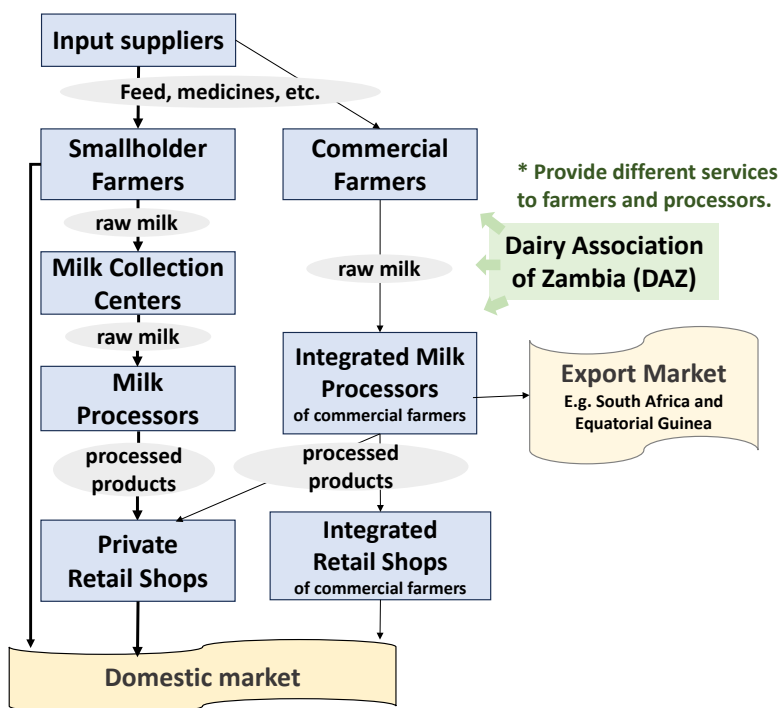 Input suppliers
Feed, medicines, etc.
Smallholder
Farmers
Commercial
Farmers
* Provide different services
to farmers and processors.
raw milk
Dairy Association
of Zambia (DAZ)
Milk Collection
Centers
raw milk
raw milk
Milk
Processors
Integrated Milk
Processors
of commercial farmers
Export Market
E.g. South Africa and
Equatorial Guinea
processed
products
processed
products
Private
Retail Shops
Integrated
Retail Shops
of commercial farmers
Domestic market